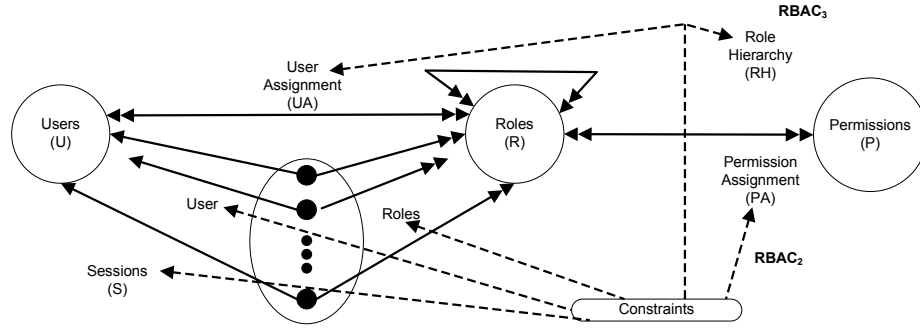 RBAC3
Role
Hierarchy
(RH)
User
Assignment
(UA)
Users
(U)
Roles
(R)
Permissions
(P)
Permission
Assignment
(PA)
User
Roles
RBAC2
Sessions
(S)
Constraints